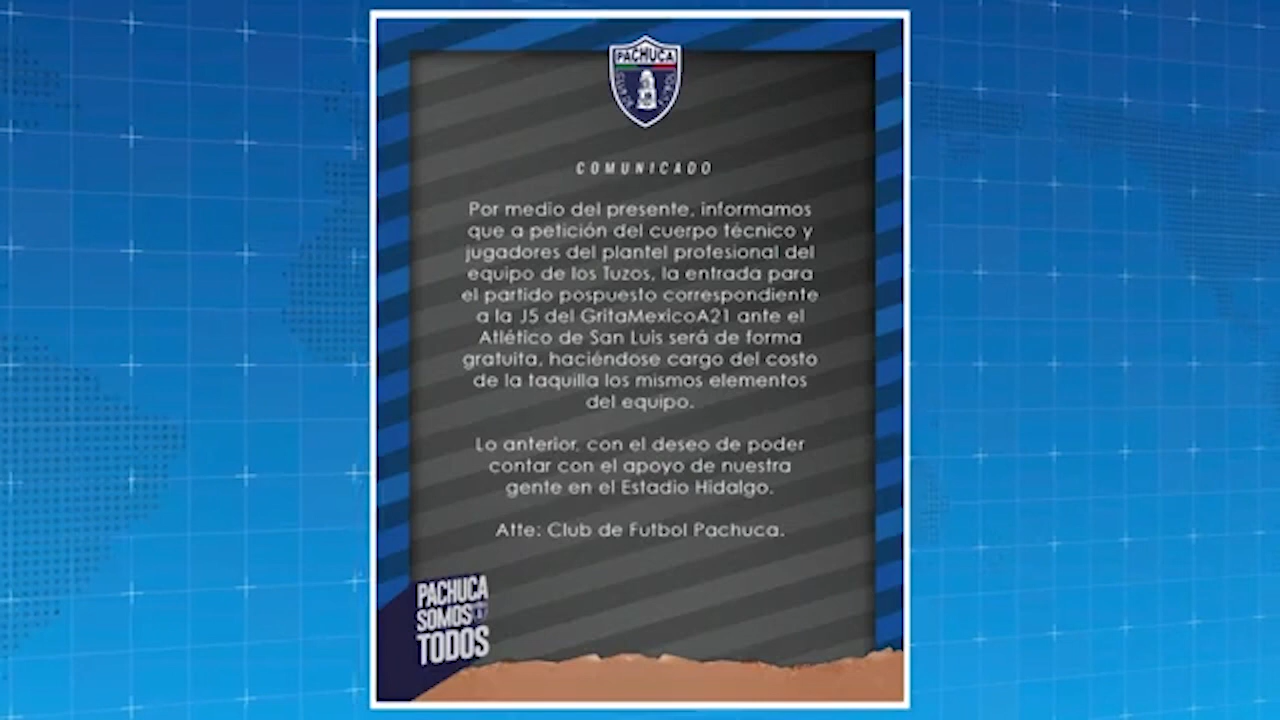 PACHUCA
COMUNICADO
Por medio del presente, informamos
que a petición del cuerpo técnico y
jugadores del plantel profesional del
equipo de los Tuzos, la entrada para
el partido pospuesto correspondiente
a la J5 del GritaMexicoA21 ante el
Atlético de San Luis será de forma
gratuita, haciéndose cargo del costo
de la taquilla los mismos elementos
del equipo.
Lo anterior, con el deseo de poder
contar con el apoyo de nuestra
gente en el Estadio Hidalgo.
Atte: Club de Futbol Pachuca.
PACHUCA
SOMOS
TODOS